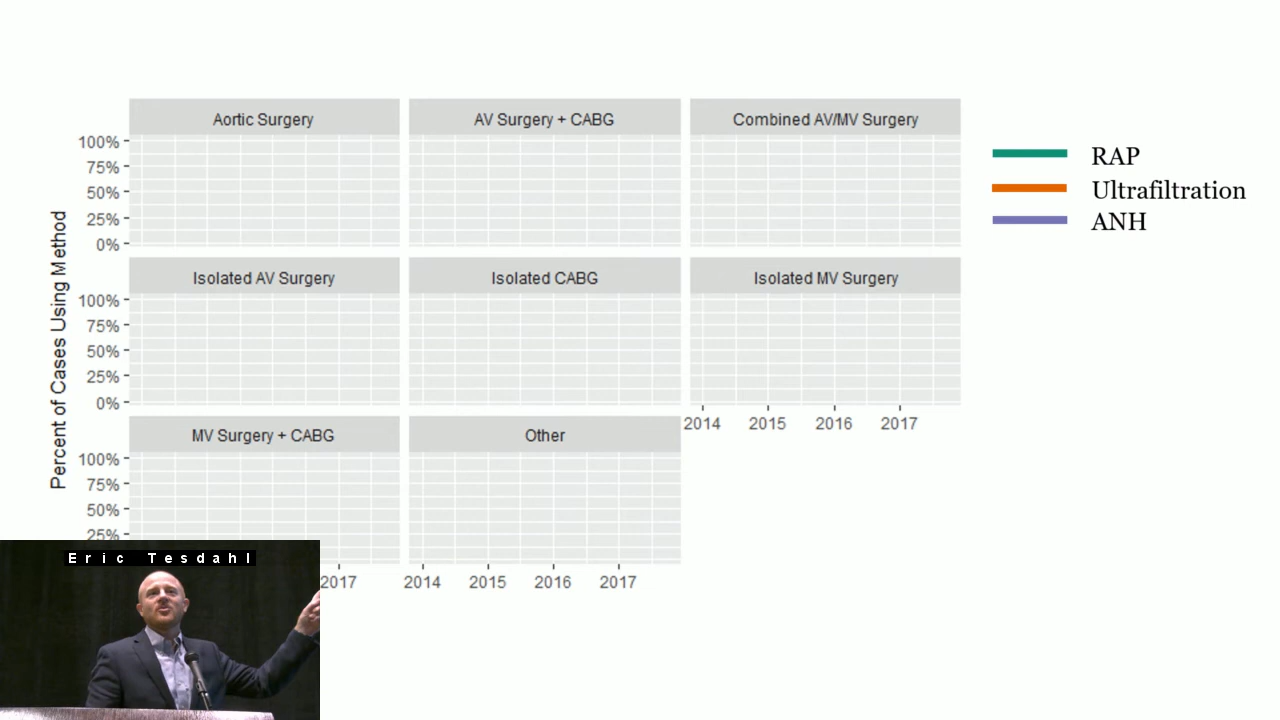 Aortic Surgery
AV Surgery + CABG
Combined AV/MV Surgery
100%
75%
50%
25%
0%
RAP
Ultrafiltration
ANH
Percent of Cases Using Method
Isolated AV Surgery
Isolated CABG
Isolated MV Surgery
100%
75%
50%
25%
0%
2014 2015 2016 2017
MV Surgery + CABG
Other
100%
75%
50%
25%
2017
2014 2015 2016 2017
Eric Tesdahl